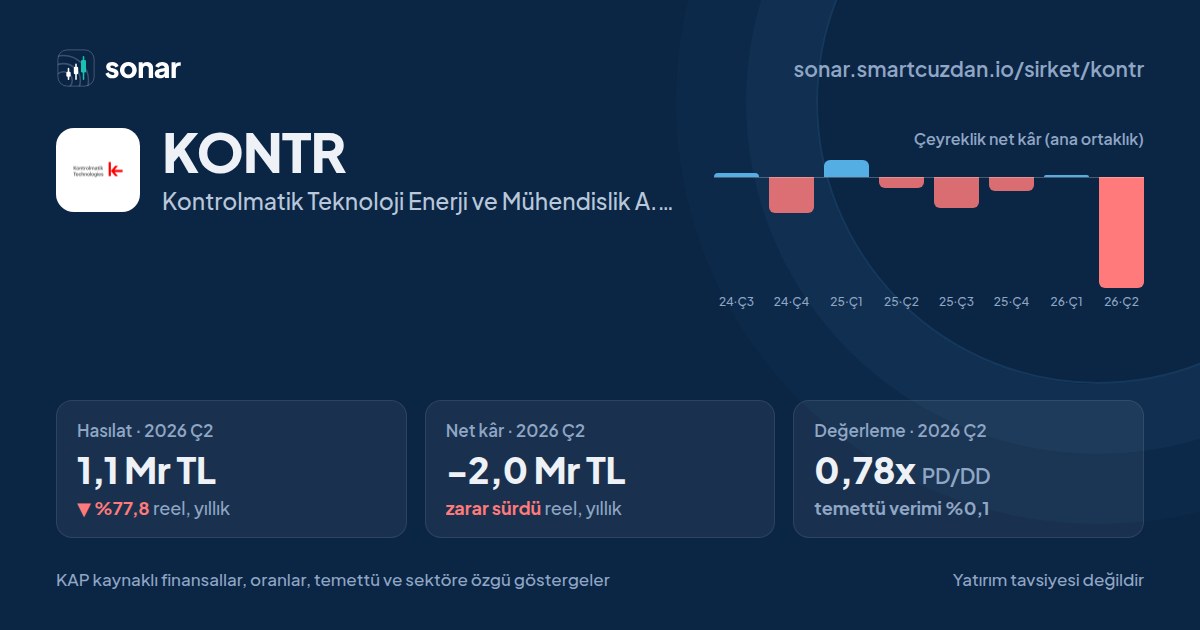 sonar
sonar.smartcuzdan.io/sirket/kontr
Kontrolmatik
Technologies
KONTR
Kontrolmatik Teknoloji Enerji ve Mühendislik A.…
Çeyreklik net kâr (ana ortaklık)
24·Ç3 24·Ç4 25·Ç1 25·Ç2 25·Ç3 25·Ç4 26·Ç1 26·Ç2
Hasılat · 2026 Ç2
1,1 Mr TL
▼ %77,8 reel, yıllık
Net kâr · 2026 Ç2
−2,0 Mr TL
zarar sürdü reel, yıllık
Değerleme · 2026 Ç2
0,78x PD/DD
temettü verimi %0,1
KAP kaynaklı finansallar, oranlar, temettü ve sektöre özgü göstergeler
Yatırım tavsiyesi değildir